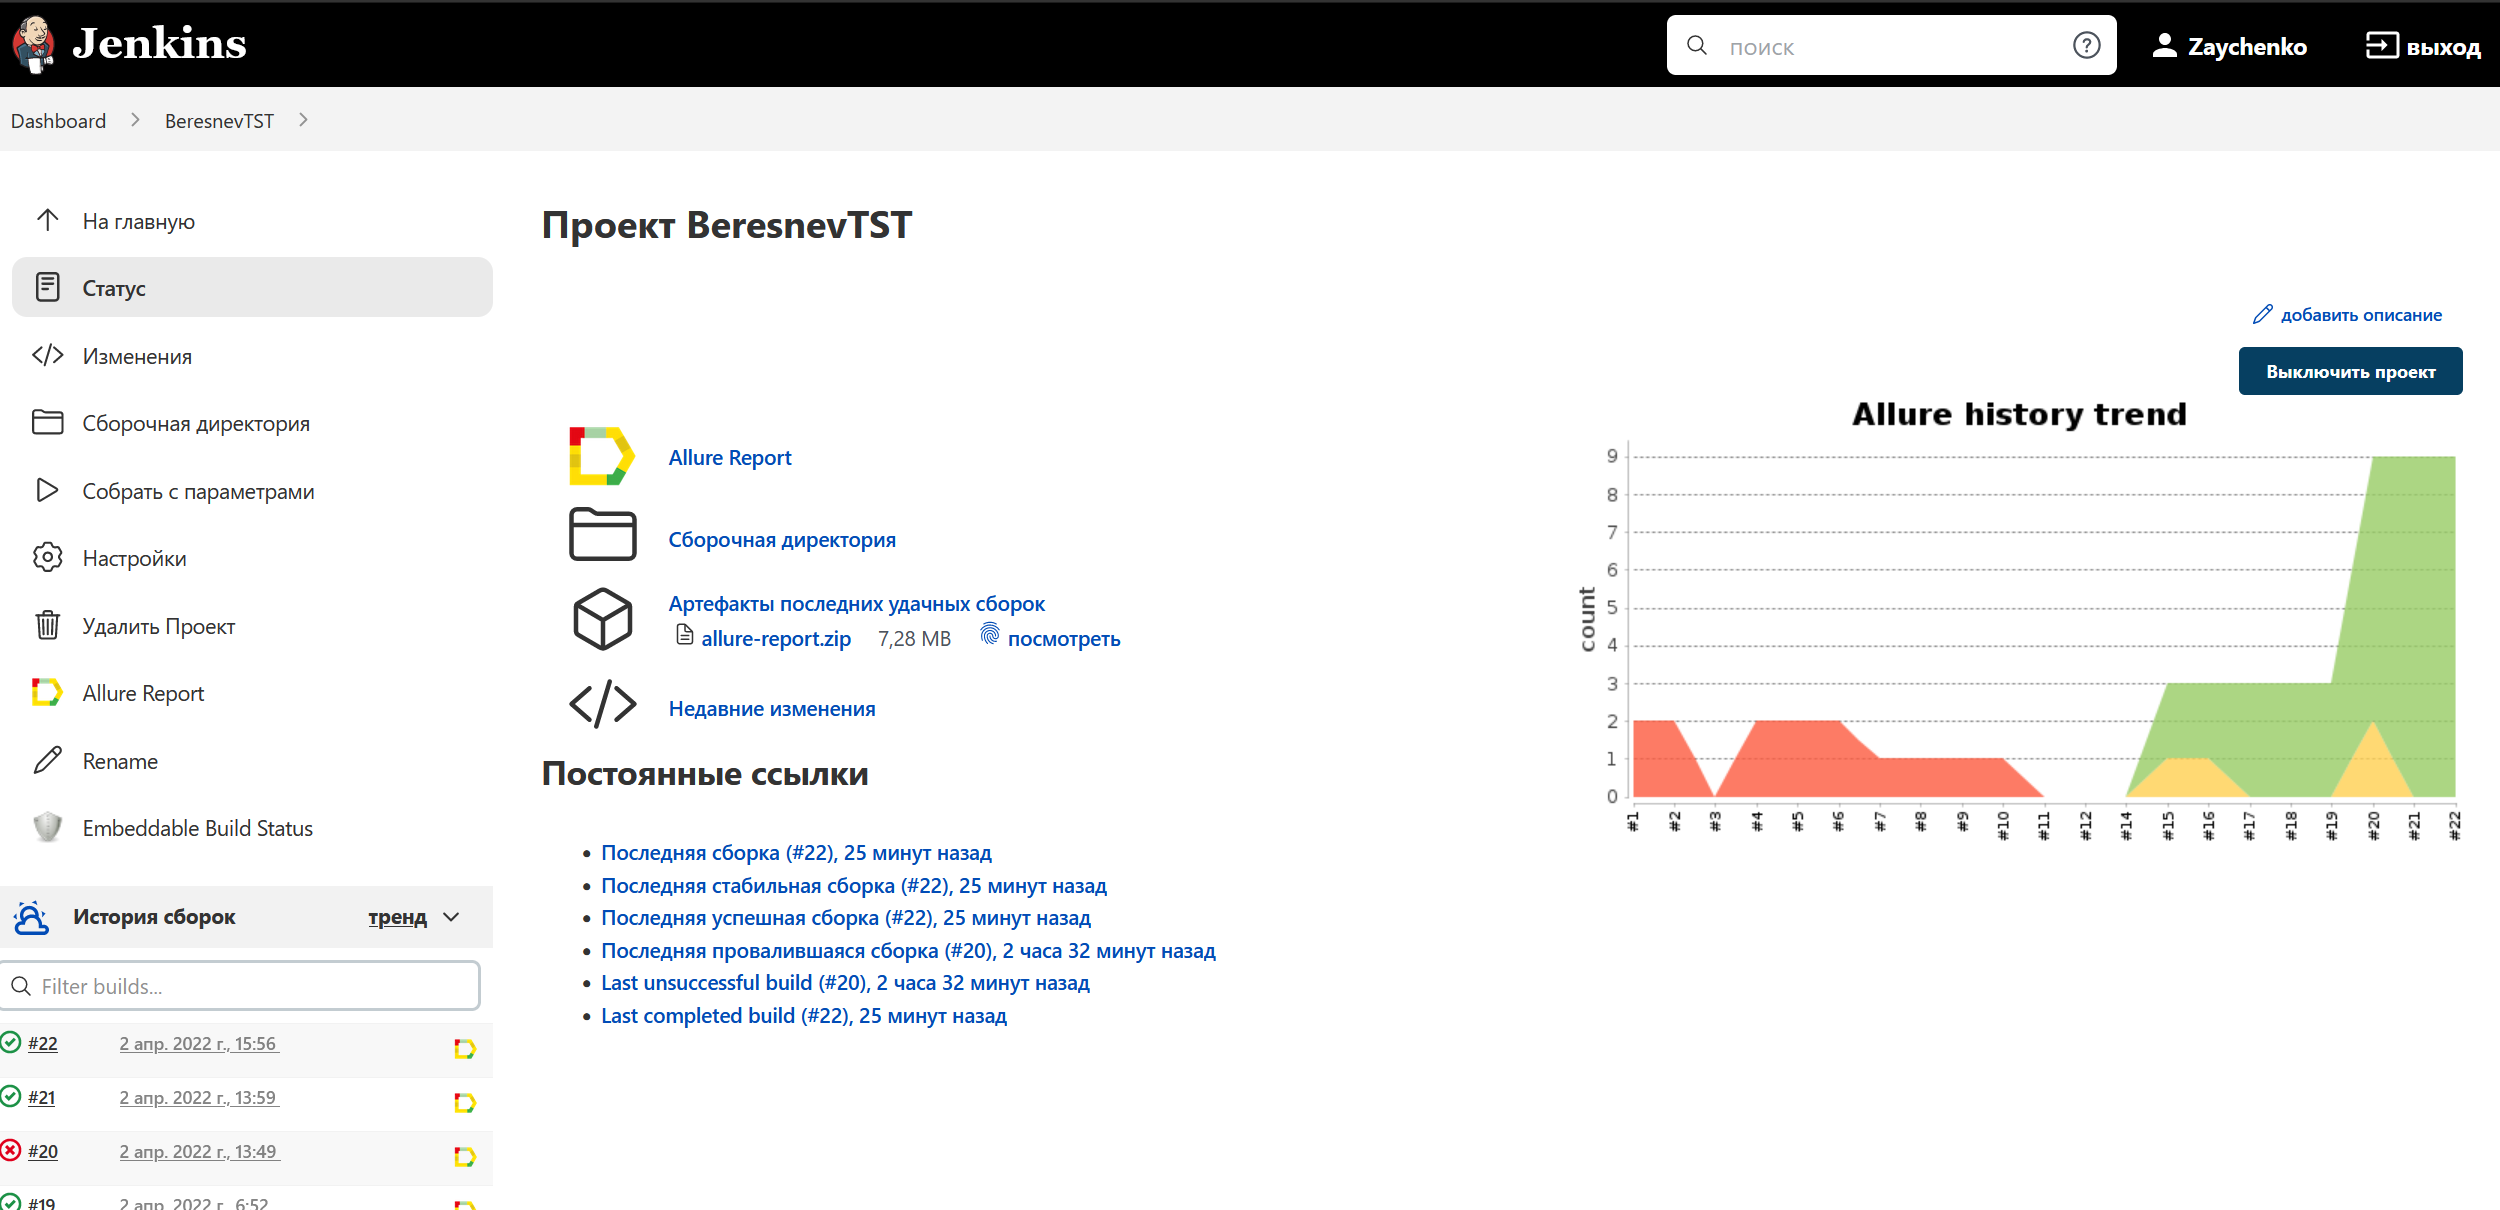 Jenkins
поиск
Zaychenko
выход
Dashboard
BeresnevTST
На главную
Статус
Изменения
Сборочная директория
Собрать с параметрами
Настройки
Удалить Проект
Allure Report
Rename
Embeddable Build Status
История сборок
тренд
Filter builds...
#22 2 апр. 2022 г., 15:56
#21 2 апр. 2022 г., 13:59
#20 2 апр. 2022 г., 13:49
#19 2 апр. 2022 г., 6:52
Проект BeresnevTST
добавить описание
Выключить проект
Allure Report
Сборочная директория
Артефакты последних удачных сборок
allure-report.zip 7,28 MB посмотреть
Недавние изменения
Постоянные ссылки
Последняя сборка (#22), 25 минут назад
Последняя стабильная сборка (#22), 25 минут назад
Последняя успешная сборка (#22), 25 минут назад
Последняя провалившаяся сборка (#20), 2 часа 32 минут назад
Last unsuccessful build (#20), 2 часа 32 минут назад
Last completed build (#22), 25 минут назад
Allure history trend
count
9
8
7
6
5
4
3
2
1
0
#1 #2 #3 #4 #5 #6 #7 #8 #9 #10 #11 #12 #14 #15 #16 #17 #18 #19 #20 #21 #22